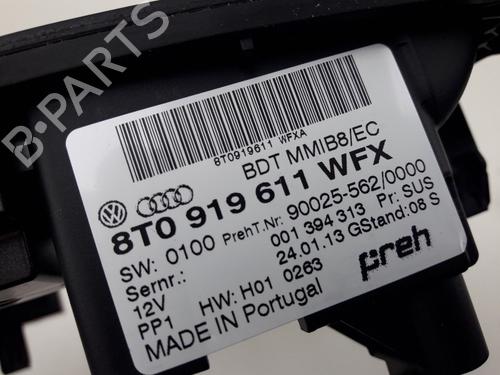 B-PARTS
8T0919611 WFXA
BDT MMIB8/EC
8T0 919 611 WFX
SW: 0100 PrehT.Nr: 90025-562/0000
Sernr.: 001 394 313 Pr: SUS
12V 24.01.13 GStand: 08 S
PP1 HW: H01 0263
MADE IN Portugal
preh